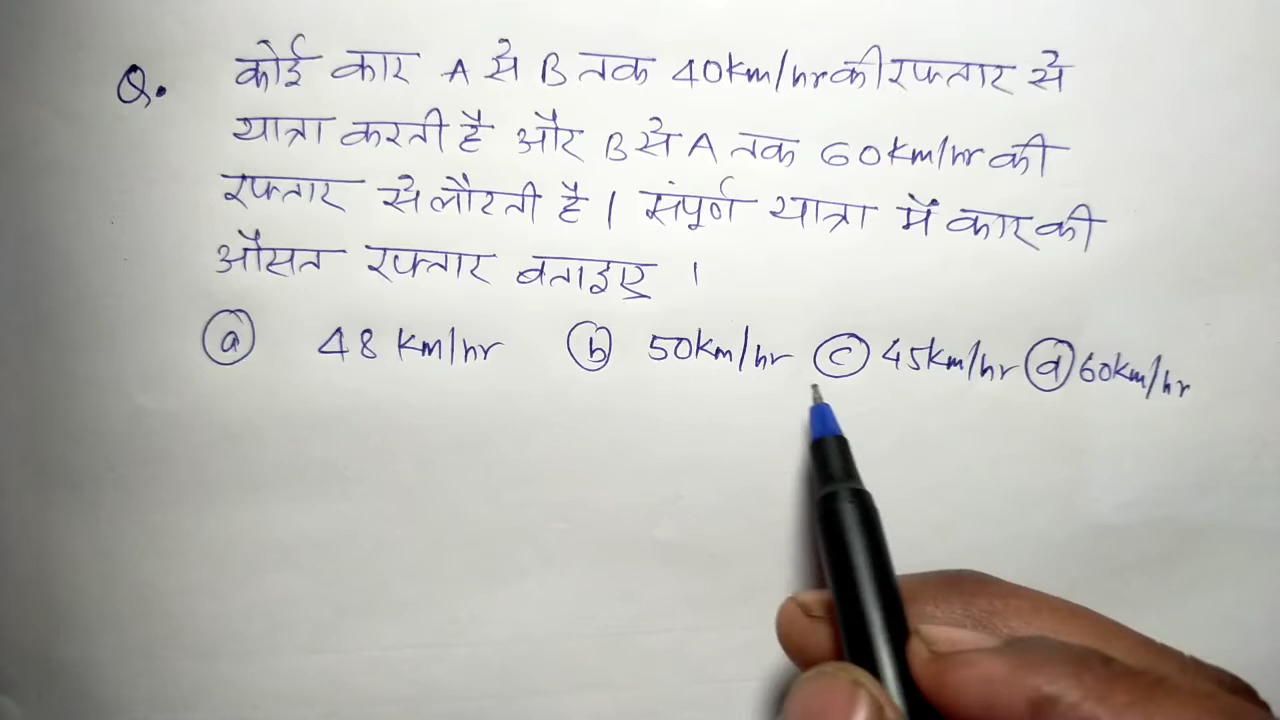 Q. कोई कार A से B तक 40km/hr की रफ्तार से
यात्रा करती है और B से A तक 60km/hr की
रफ्तार से लौटती है । संपूर्ण यात्रा में कार की
औसत रफ्तार बताइए ।
(a) 48 km/hr (b) 50km/hr (c) 45km/hr (d) 60km/hr